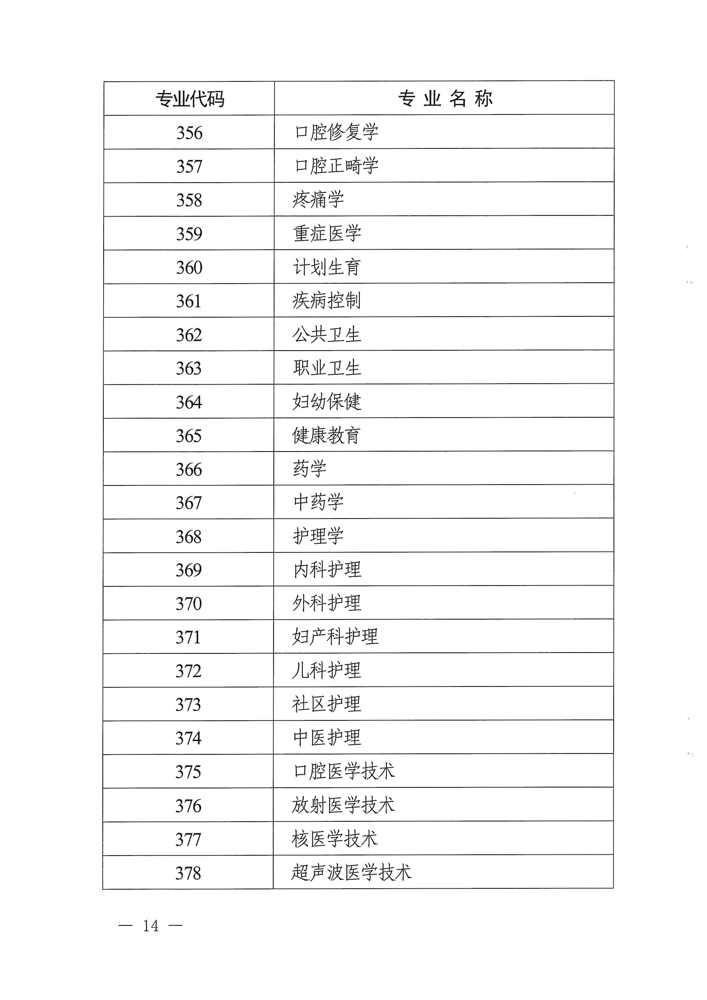 专业代码 专业名称
356 口腔修复学
357 口腔正畸学
358 疼痛学
359 重症医学
360 计划生育
361 疾病控制
362 公共卫生
363 职业卫生
364 妇幼保健
365 健康教育
366 药学
367 中药学
368 护理学
369 内科护理
370 外科护理
371 妇产科护理
372 儿科护理
373 社区护理
374 中医护理
375 口腔医学技术
376 放射医学技术
377 核医学技术
378 超声波医学技术
— 14 —